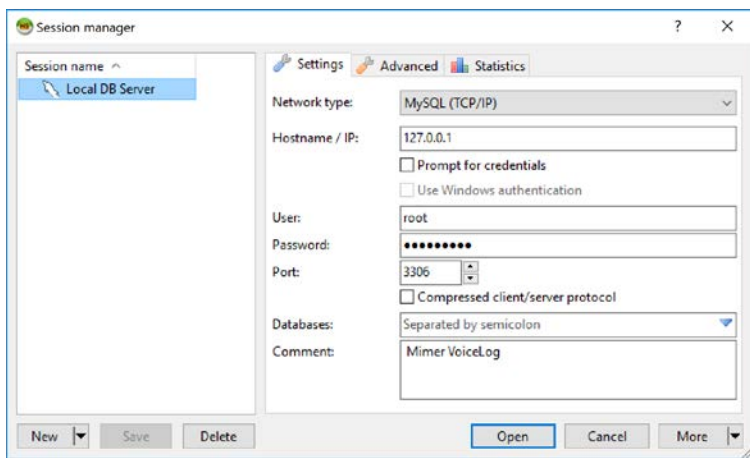 Session manager
?
Session name
Local DB Server
Settings
Advanced
Statistics
Network type:
MySQL (TCP/IP)
Hostname / IP:
127.0.0.1
Prompt for credentials
Use Windows authentication
User:
root
Password:
●●●●●●●●●
Port:
3306
Compressed client/server protocol
Databases:
Separated by semicolon
Comment:
Mimer VoiceLog
New
Save
Delete
Open
Cancel
More